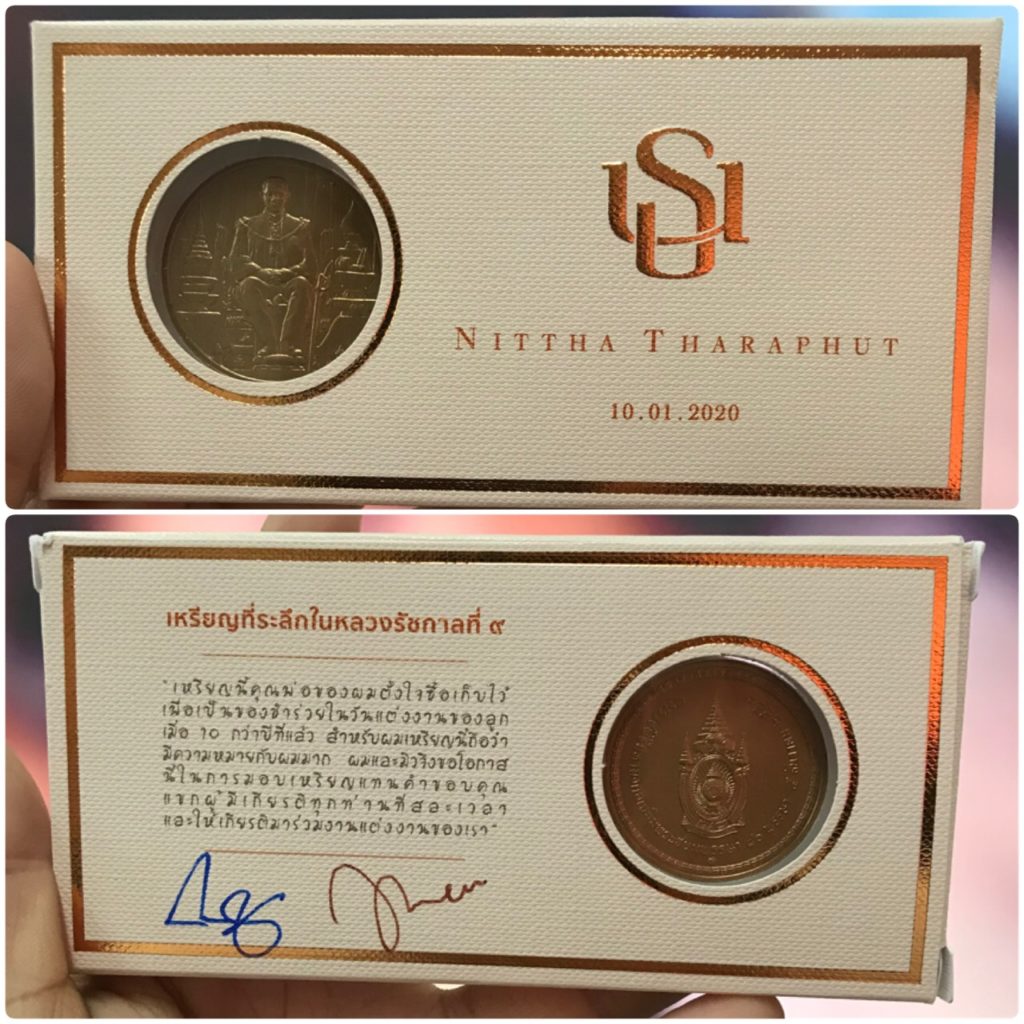 NITTHA THARAPHUT
10.01.2020
เหรียญที่ระลึกในหลวงรัชกาลที่ ๙
"เหรียญนี้คุณพ่อของผมตั้งใจซื้อเก็บไว้
เพื่อเป็นของชำร่วยในวันแต่งงานของลูก
เมื่อ 10 กว่าปีที่แล้ว สำหรับผมเหรียญนี้ถือว่า
มีความหมายกับผมมาก ผมและมิวจึงขอโอกาส
นี้ในการมอบเหรียญแทนคำขอบคุณ
แขกผู้มีเกียรติทุกท่านที่สละเวลา
และให้เกียรติมาร่วมงานแต่งงานของเรา"